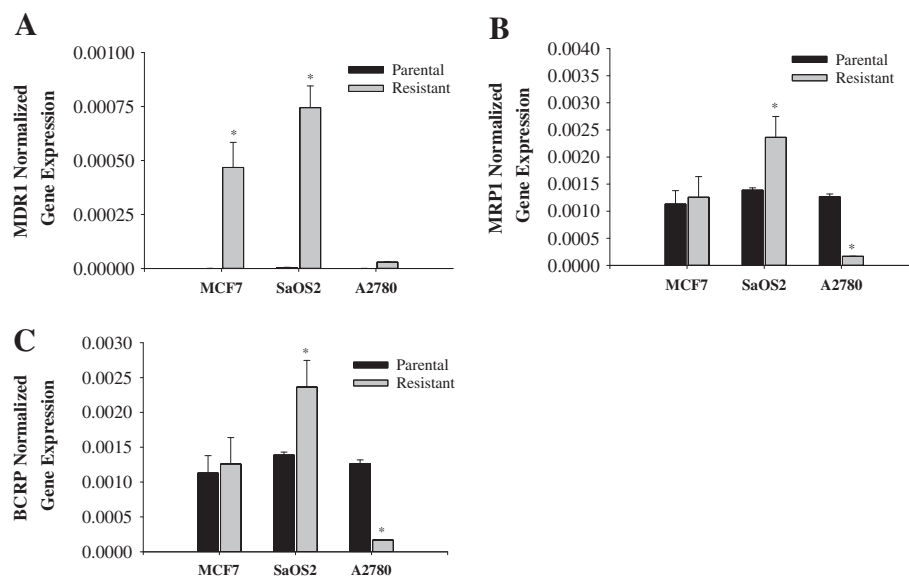 A
MDR1 Normalized
Gene Expression
0.00100
0.00075
0.00050
0.00025
0.00000
Parental
Resistant
*
*
MCF7
SaOS2
A2780
B
MRP1 Normalized
Gene Expression
0.0040
0.0035
0.0030
0.0025
0.0020
0.0015
0.0010
0.0005
0.0000
Parental
Resistant
*
*
MCF7
SaOS2
A2780
C
BCRP Normalized
Gene Expression
0.0030
0.0025
0.0020
0.0015
0.0010
0.0005
0.0000
Parental
Resistant
*
*
MCF7
SaOS2
A2780